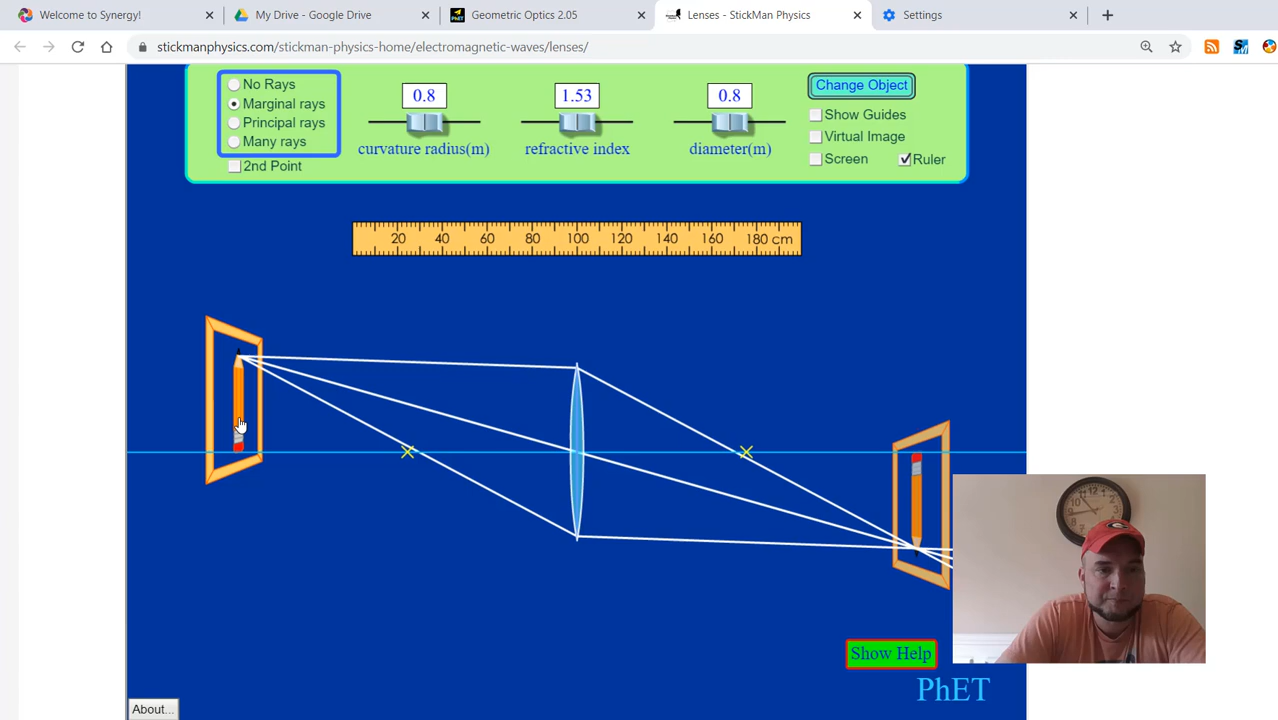 Welcome to Synergy!
My Drive - Google Drive
Geometric Optics 2.05
Lenses - StickMan Physics
Settings
stickmanphysics.com/stickman-physics-home/electromagnetic-waves/lenses/
No Rays
Marginal rays
Principal rays
Many rays
2nd Point
0.8
curvature radius(m)
1.53
refractive index
0.8
diameter(m)
Change Object
Show Guides
Virtual Image
Screen
Ruler
20 40 60 80 100 120 140 160 180 cm
Show Help
PhET
About...